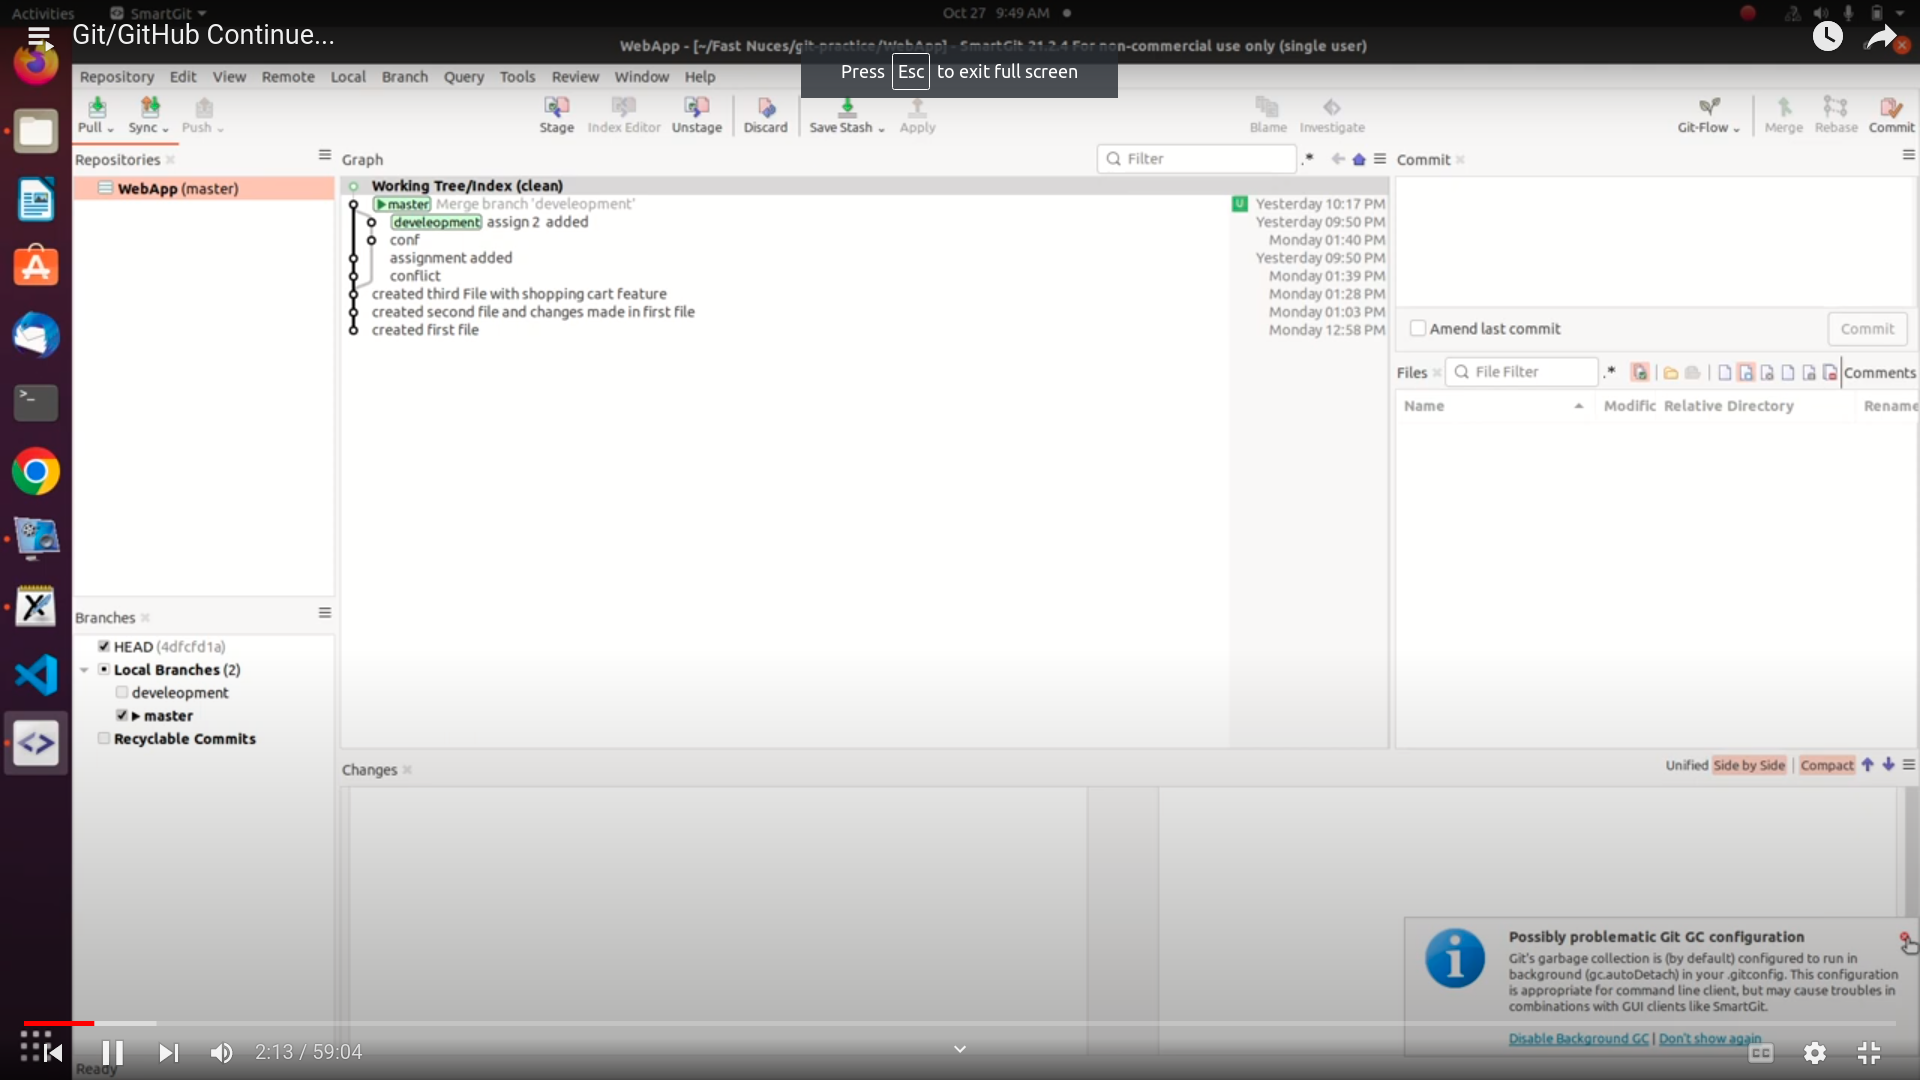 Activities
SmartGit
Oct 27 9:49 AM
Git/GitHub Continue...
WebApp - [~/Fast Nuces/git-practice/WebApp] - SmartGit 21.2.4 For non-commercial use only (single user)
Press Esc to exit full screen
Repository Edit View Remote Local Branch Query Tools Review Window Help
Pull Sync Push Stage Index Editor Unstage Discard Save Stash Apply Blame Investigate Git-Flow Merge Rebase Commit
Repositories
WebApp (master)
Graph
Filter
.*
Working Tree/Index (clean)
master Merge branch 'develeopment' U Yesterday 10:17 PM
develeopment assign 2 added Yesterday 09:50 PM
conf Monday 01:40 PM
assignment added Yesterday 09:50 PM
conflict Monday 01:39 PM
created third File with shopping cart feature Monday 01:28 PM
created second file and changes made in first file Monday 01:03 PM
created first file Monday 12:58 PM
Commit
Amend last commit
Commit
Files
File Filter
.*
Comments
Name Modific Relative Directory Rename
Branches
HEAD (4dfcfd1a)
Local Branches (2)
develeopment
master
Recyclable Commits
Changes
Unified Side by Side | Compact
Possibly problematic Git GC configuration
Git's garbage collection is (by default) configured to run in
background (gc.autoDetach) in your .gitconfig. This configuration
is appropriate for command line client, but may cause troubles in
combinations with GUI clients like SmartGit.
Disable Background GC | Don't show again
2:13 / 59:04
CC
Ready